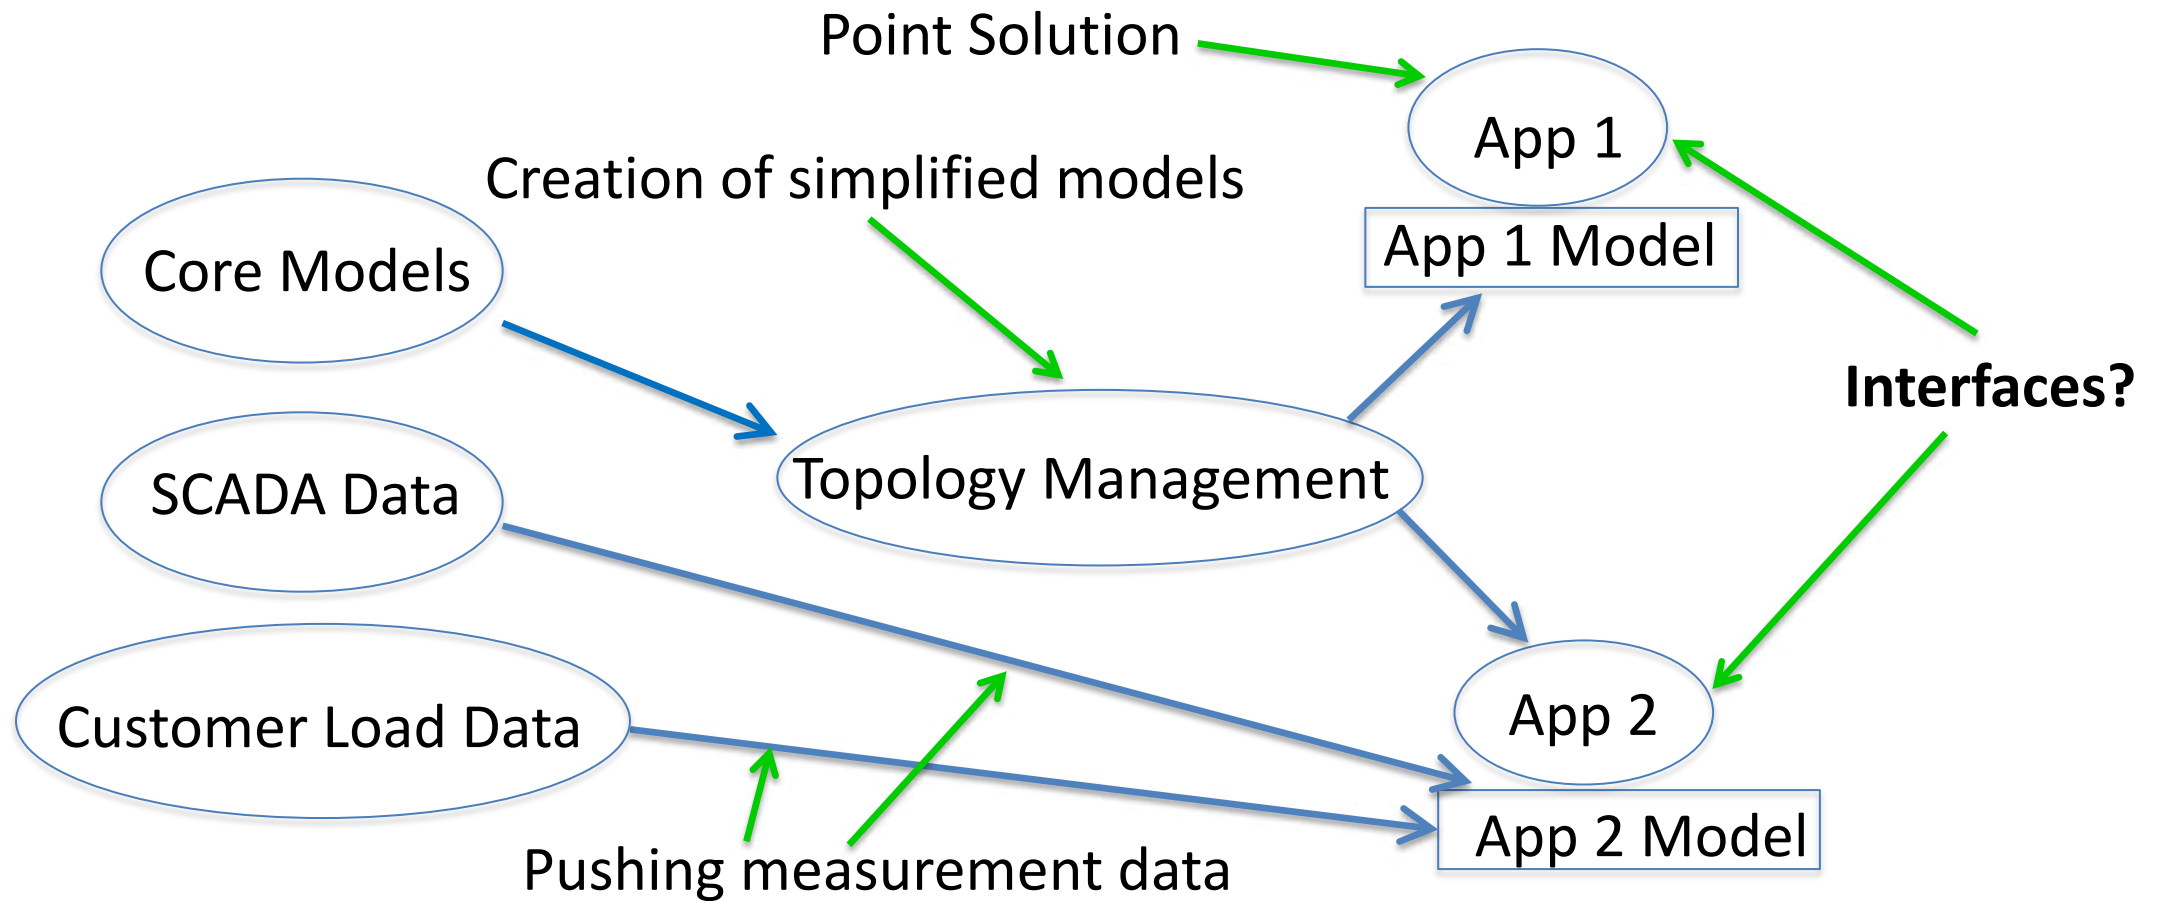 Point Solution
App 1
Creation of simplified models
App 1 Model
Core Models
Interfaces?
Topology Management
SCADA Data
App 2
Customer Load Data
App 2 Model
Pushing measurement data